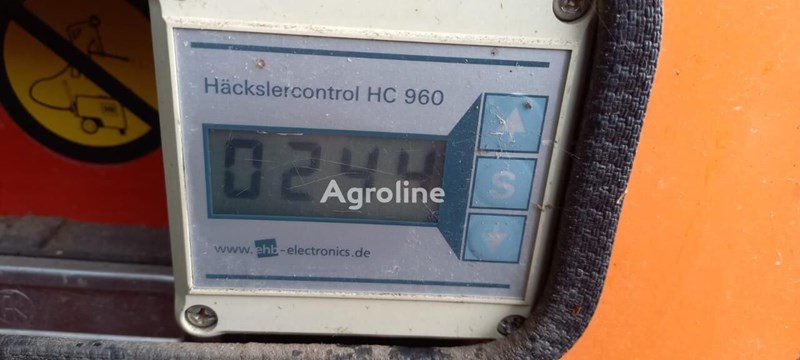 Häckslercontrol HC 960
0244
S
Agroline
www.ehb-electronics.de